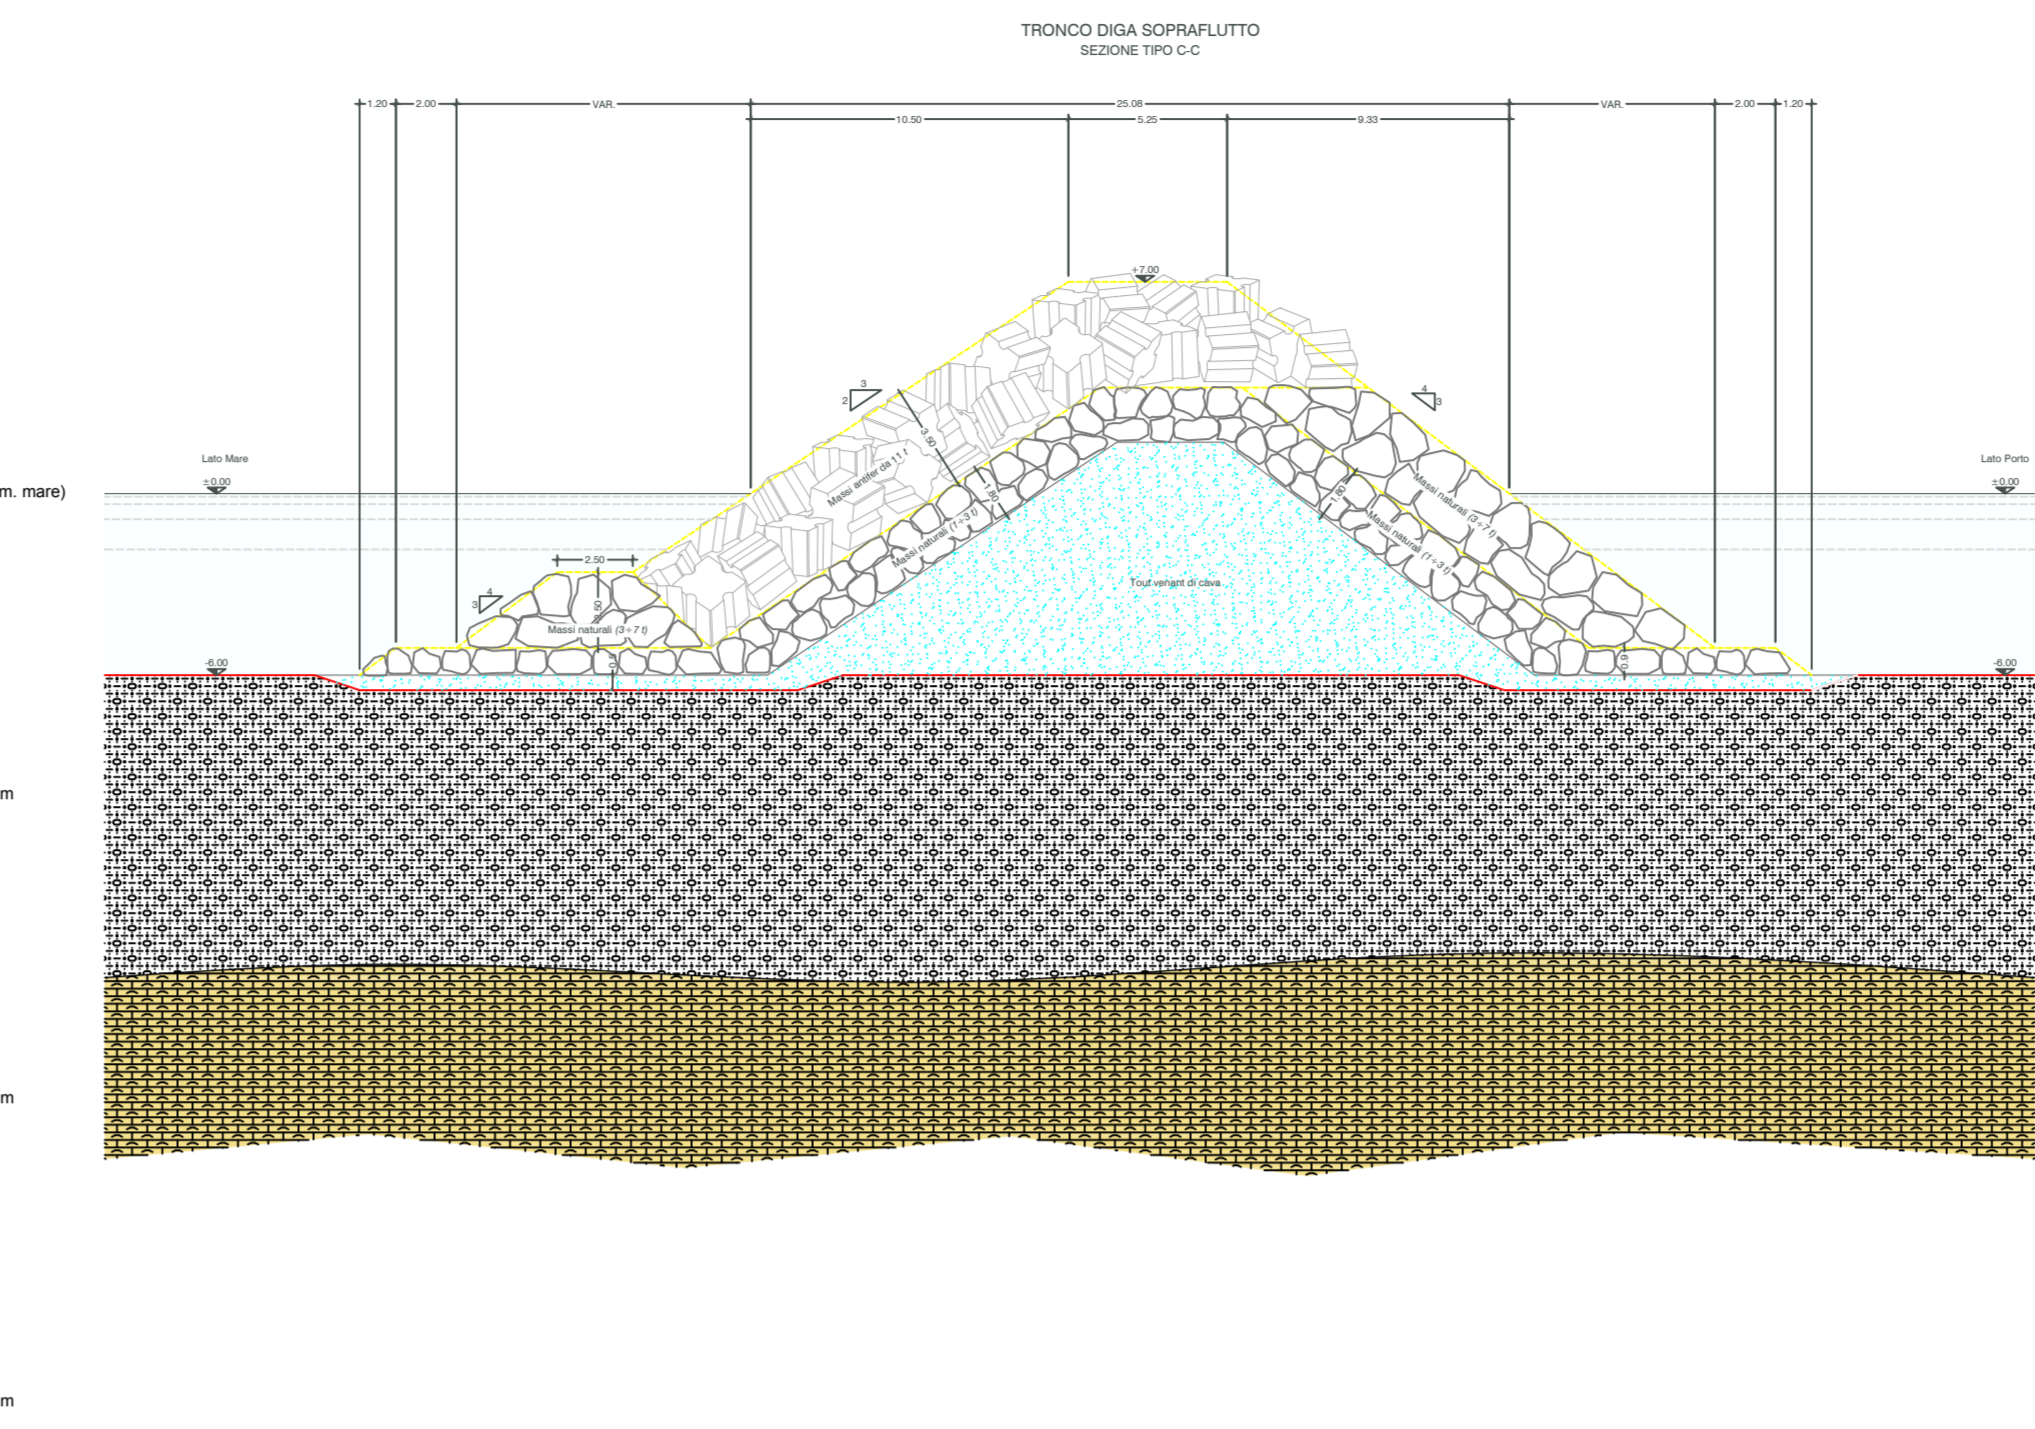 TRONCO DIGA SOPRAFLUTTO
SEZIONE TIPO C-C
1.20 2.00 VAR. 25.08 VAR. 2.00 1.20
10.50 5.25 9.33
+7.00
3
2
4
3
3.50
Lato Mare
±0.00
m. mare)
Lato Porto
±0.00
Massi antifer da 11 t
1.80
1.80
Massi naturali (3÷7 t)
Massi naturali (1÷3 t)
Massi naturali (1÷3 t)
2.50
4
3
Tout venant di cava
Massi naturali (3÷7 t)
-6.00
-6.00
m
m
m